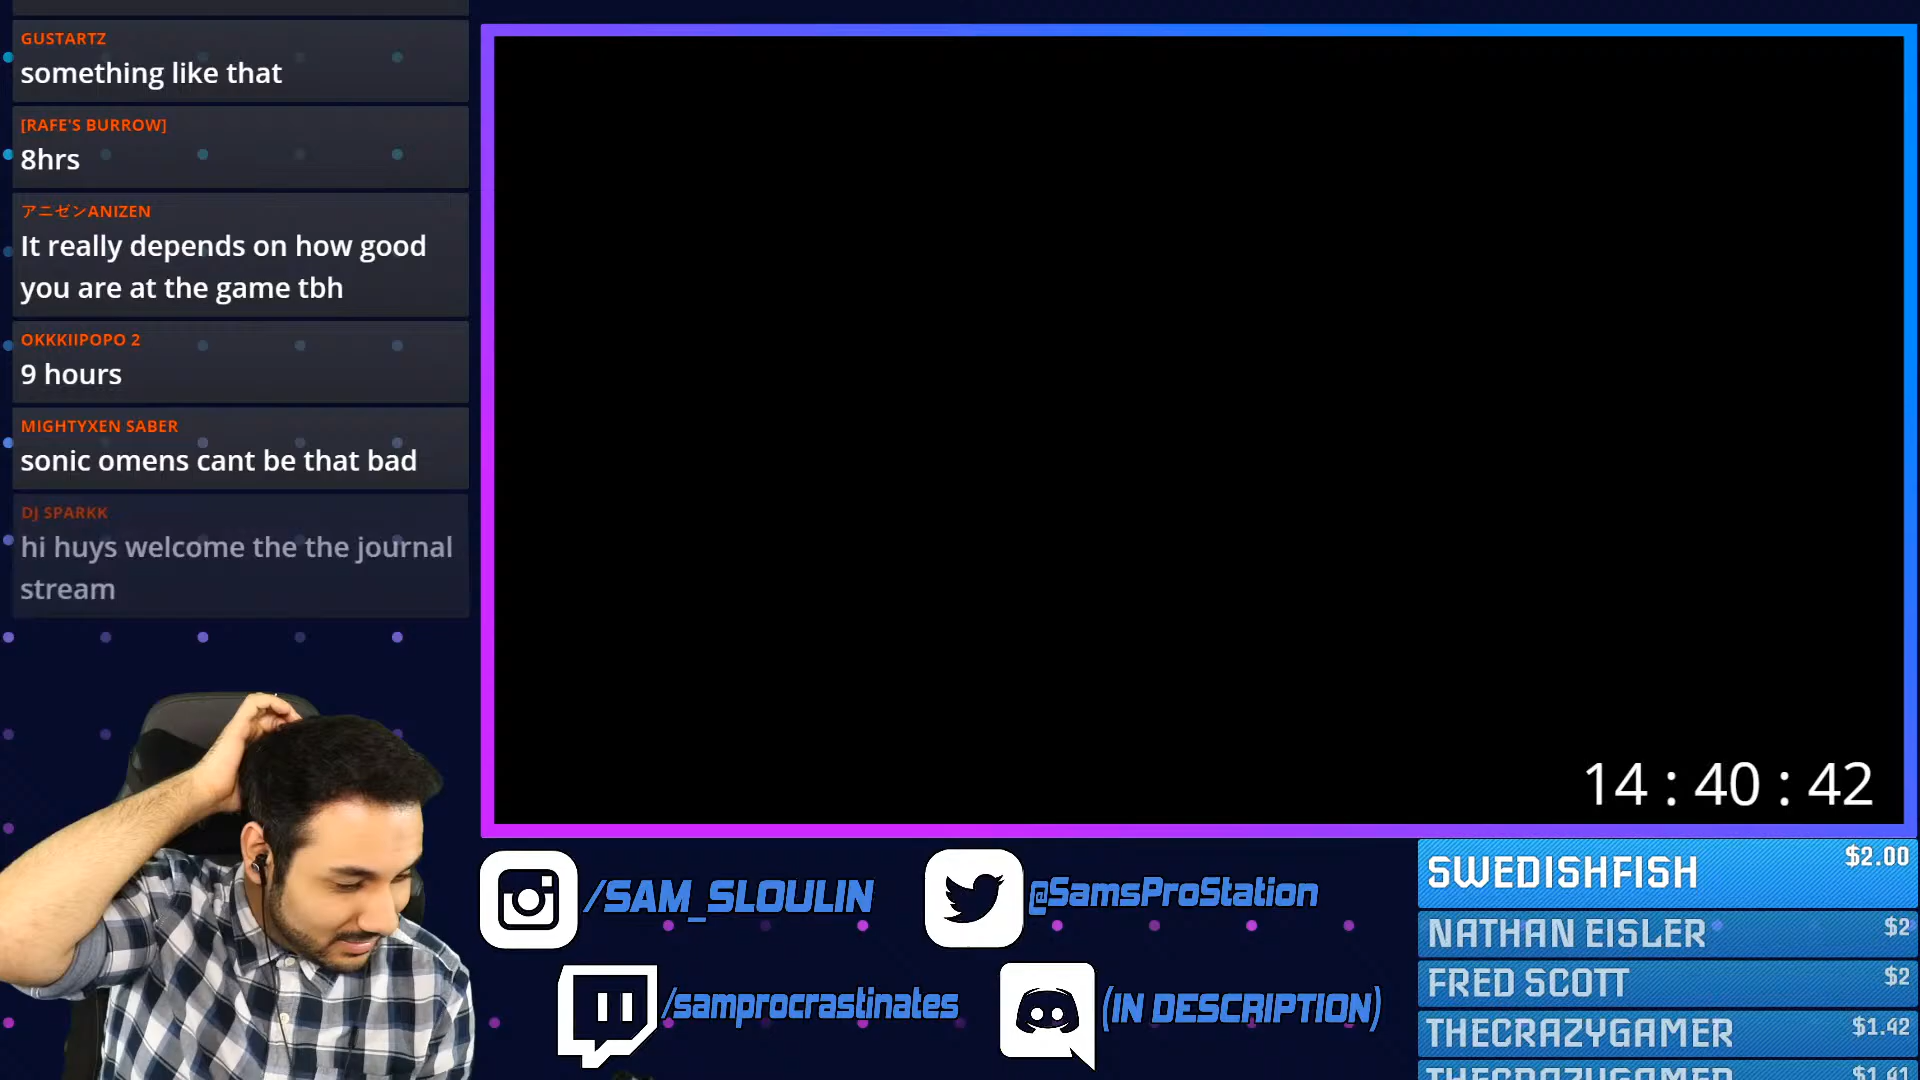 GUSTARTZ
something like that
[RAFE'S BURROW]
8hrs
アニゼンANIZEN
It really depends on how good
you are at the game tbh
OKKKIIPOPO 2
9 hours
MIGHTYXEN SABER
sonic omens cant be that bad
DJ SPARKK
hi huys welcome the the journal
stream
14 : 40 : 42
/SAM_SLOULIN
@SamsProStation
/samprocrastinates
(IN DESCRIPTION)
SWEDISHFISH $2.00
NATHAN EISLER $2
FRED SCOTT $2
THECRAZYGAMER $1.42
THECRAZYGAMER $1.41